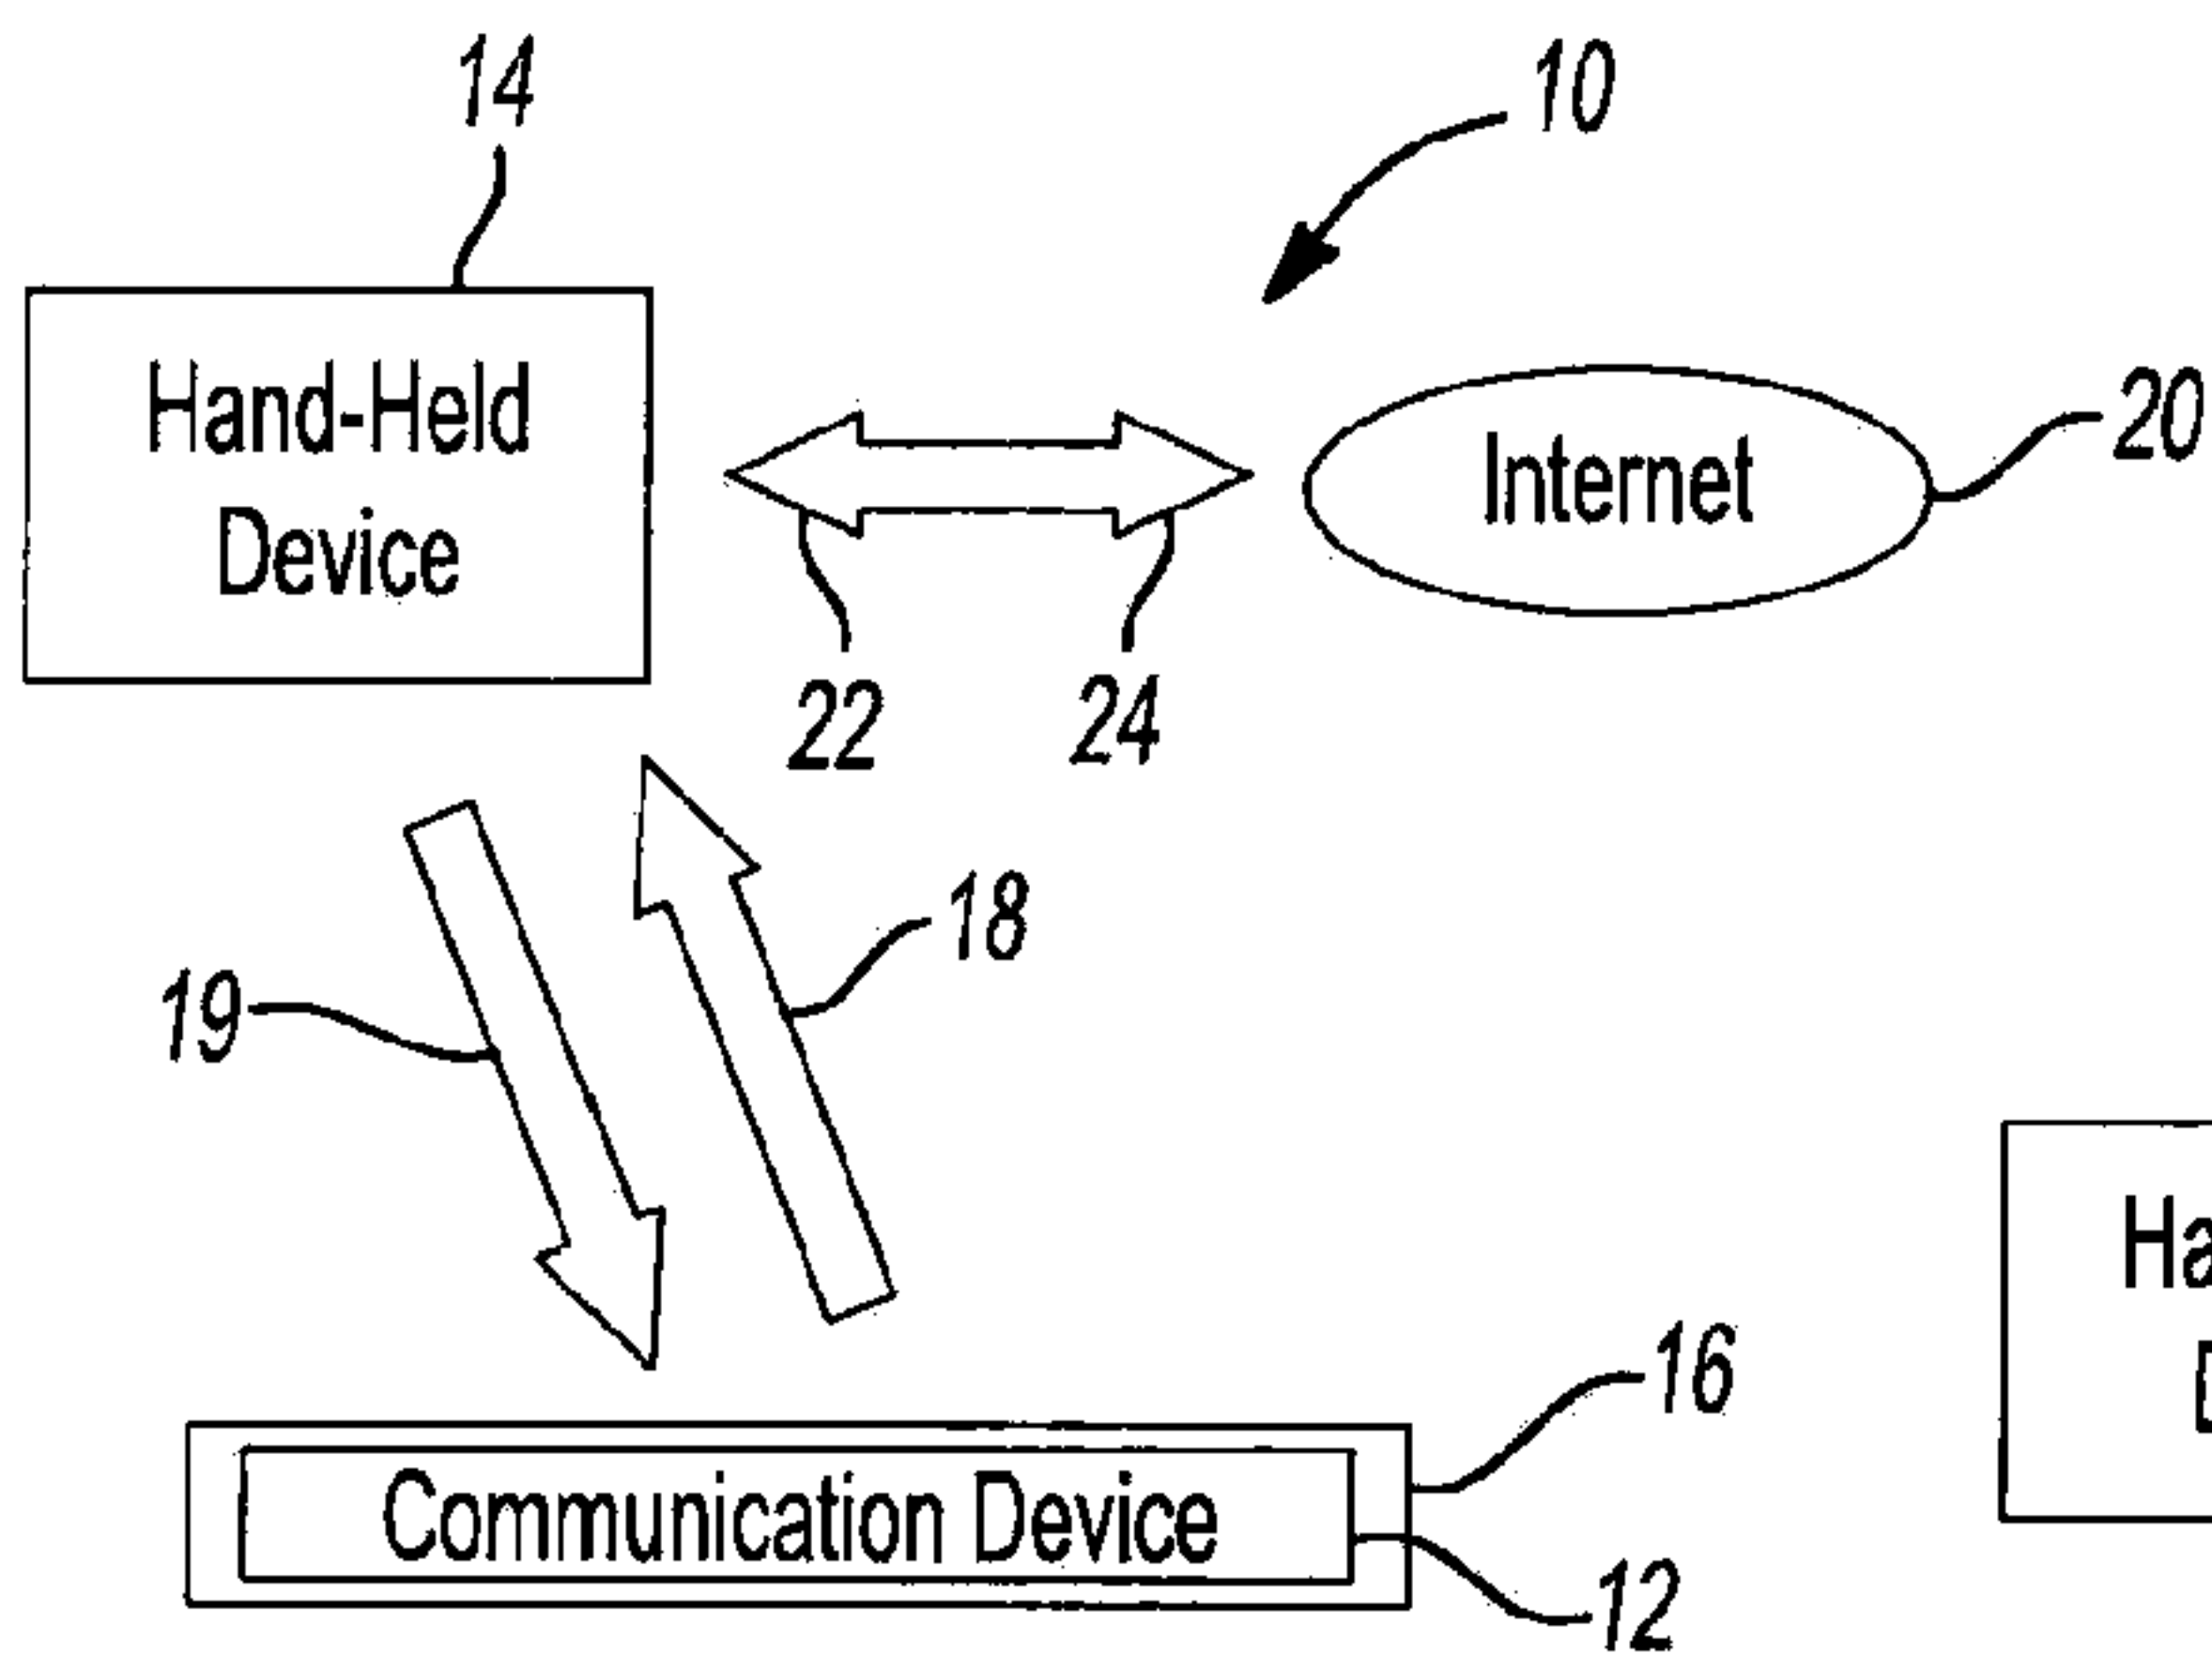 14
10
Hand-Held
Device
Internet
20
22
24
18
19
16
Communication Device
12